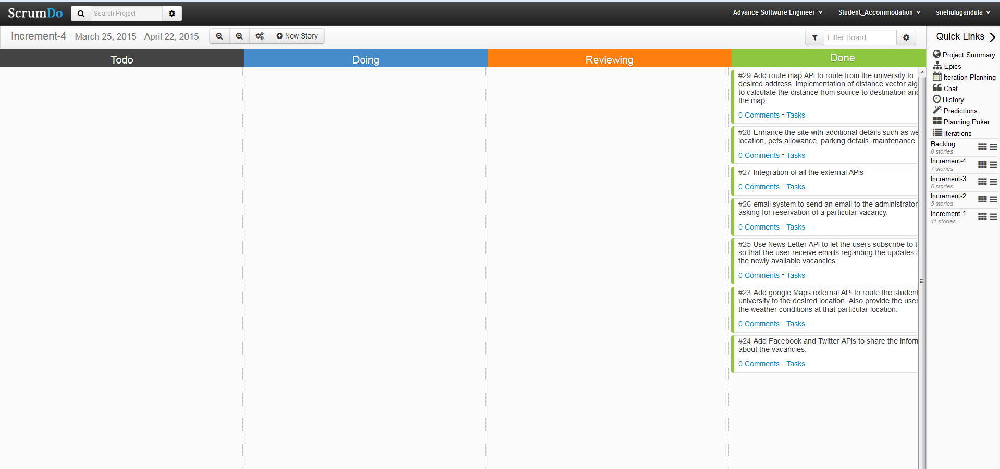 ScrumDo
Search Project
Advance Software Engineer
Student_Accommodation
snehalagandula
Increment-4 - March 25, 2015 - April 22, 2015
New Story
Filter Board
Quick Links
Todo
Doing
Reviewing
Done
#29 Add route map API to route from the university to
desired address. Implementation of distance vector alg
to calculate the distance from source to destination and
the map.
0 Comments - Tasks
#28 Enhance the site with additional details such as we
location, pets allowance, parking details, maintenance
0 Comments - Tasks
#27 Integration of all the external APIs
0 Comments - Tasks
#26 email system to send an email to the administrator
asking for reservation of a particular vacancy.
0 Comments - Tasks
#25 Use News Letter API to let the users subscribe to t
so that the user receive emails regarding the updates a
the newly available vacancies.
0 Comments - Tasks
#23 Add google Maps external API to route the student
university to the desired location. Also provide the user
the weather conditions at that particular location.
0 Comments - Tasks
#24 Add Facebook and Twitter APIs to share the inform
about the vacancies.
0 Comments - Tasks
Project Summary
Epics
Iteration Planning
Chat
History
Predictions
Planning Poker
Iterations
Backlog
0 stories
Increment-4
7 stories
Increment-3
6 stories
Increment-2
5 stories
Increment-1
11 stories